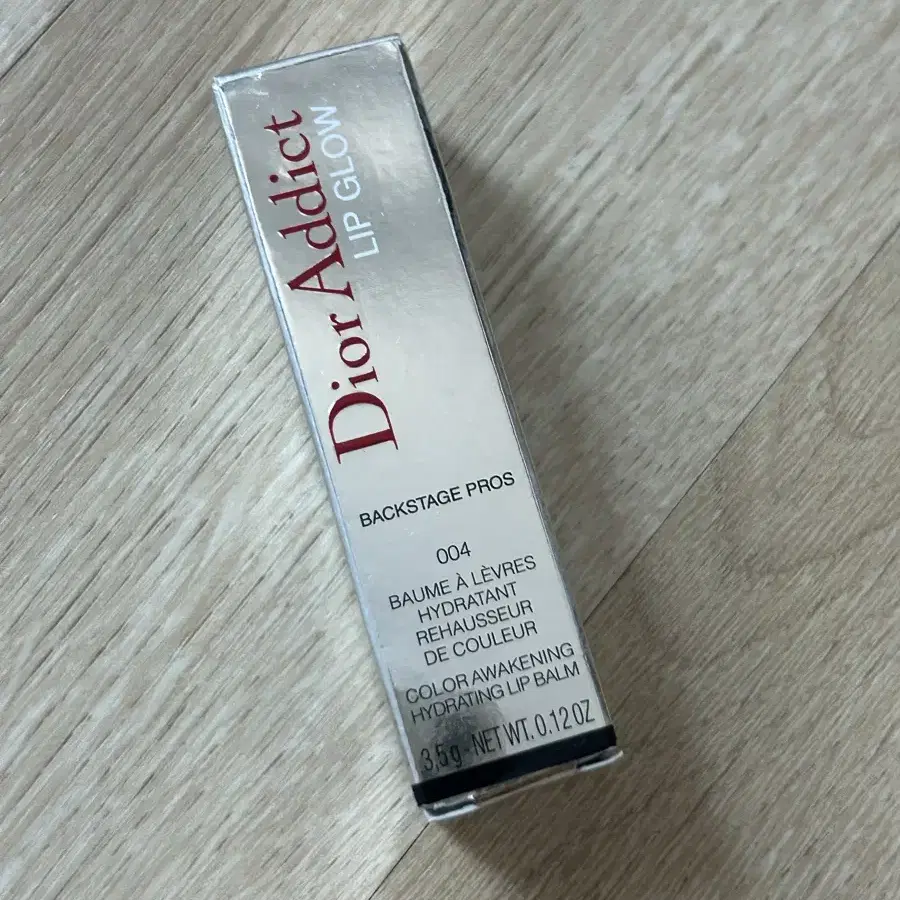 Dior Addict
LIP GLOW
BACKSTAGE PROS
004
BAUME À LÈVRES
HYDRATANT
REHAUSSEUR
DE COULEUR
COLOR AWAKENING
HYDRATING LIP BALM
3,5g - NET WT. 0.12 OZ